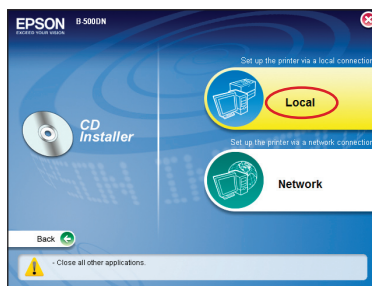 EPSON B-500DN
EXCEED YOUR VISION
Set up the printer via a local connection
Local
CD
Installer
Set up the printer via a network connection
Network
Back
- Close all other applications.